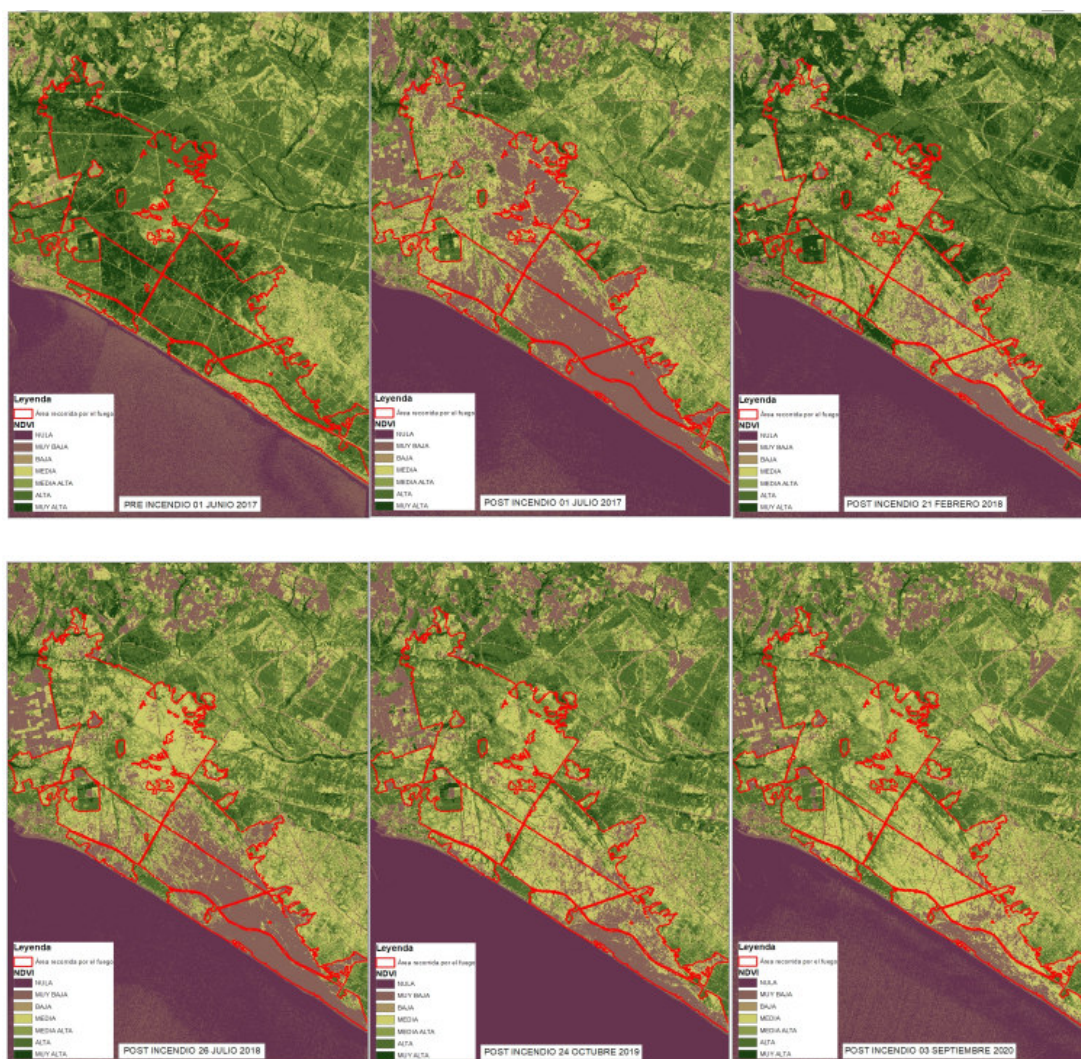 Leyenda
Área recorrida por el fuego
NDVI
NULA
MUY BAJA
BAJA
MEDIA
MEDIA ALTA
ALTA
MUY ALTA
PRE INCENDIO 01 JUNIO 2017
Leyenda
Área recorrida por el fuego
NDVI
NULA
MUY BAJA
BAJA
MEDIA
MEDIA ALTA
ALTA
MUY ALTA
POST INCENDIO 01 JULIO 2017
Leyenda
Área recorrida por el fuego
NDVI
NULA
MUY BAJA
BAJA
MEDIA
MEDIA ALTA
ALTA
MUY ALTA
POST INCENDIO 21 FEBRERO 2018
Leyenda
Área recorrida por el fuego
NDVI
NULA
MUY BAJA
BAJA
MEDIA
MEDIA ALTA
ALTA
MUY ALTA
POST INCENDIO 26 JULIO 2018
Leyenda
Área recorrida por el fuego
NDVI
NULA
MUY BAJA
BAJA
MEDIA
MEDIA ALTA
ALTA
MUY ALTA
POST INCENDIO 24 OCTUBRE 2019
Leyenda
Área recorrida por el fuego
NDVI
NULA
MUY BAJA
BAJA
MEDIA
MEDIA ALTA
ALTA
MUY ALTA
POST INCENDIO 03 SEPTIEMBRE 2020